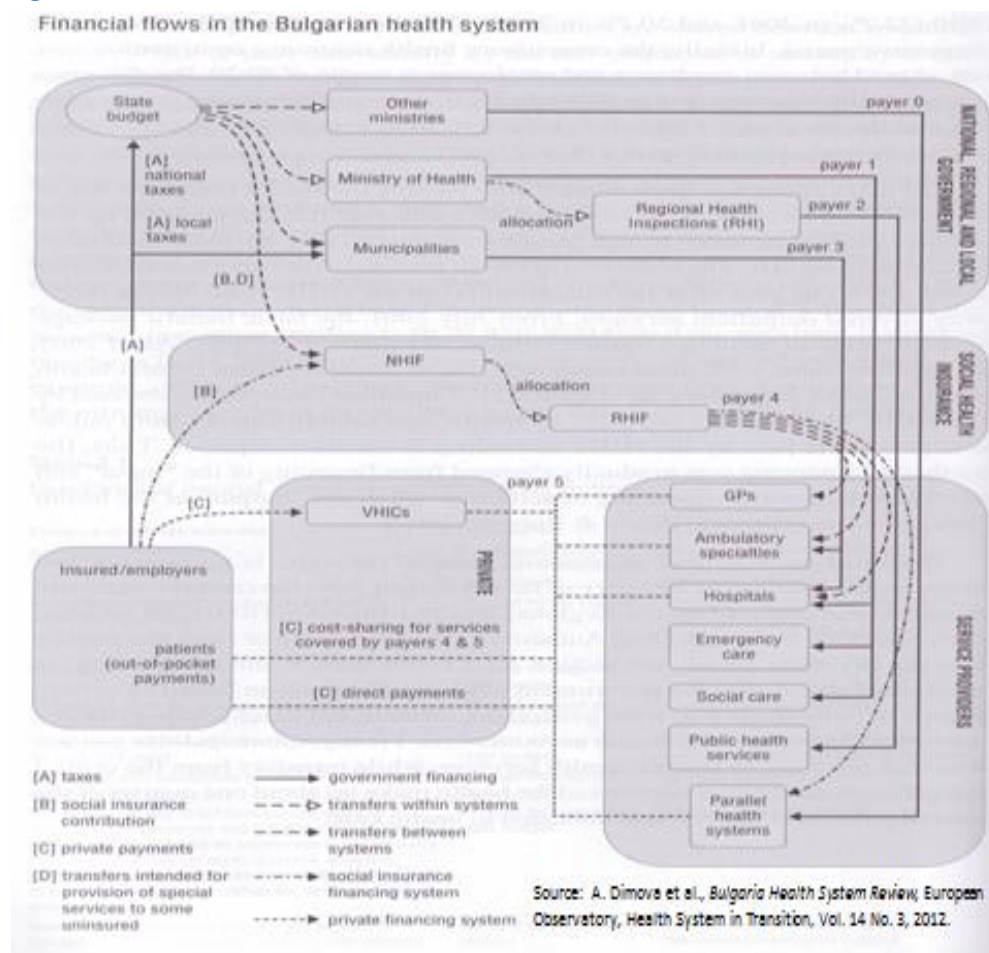 Financial flows in the Bulgarian health system
State
budget
Other
ministries
payer 0
[A]
national
taxes
Ministry of Health
payer 1
allocation
Regional Health
Inspections (RHI)
payer 2
[A] local
taxes
Municipalities
payer 3
[B,D]
NATIONAL, REGIONAL AND LOCAL
GOVERNMENT
[A]
NHIF
[B]
allocation
RHIF
payer 4
SOCIAL HEALTH
INSURANCE
payer 5
[C]
VHICs
PRIVATE
GPs
Ambulatory
specialties
Insured/employers
Hospitals
[C] cost-sharing for services
covered by payers 4 & 5
patients
(out-of-pocket
payments)
Emergency
care
[C] direct payments
Social care
Public health
services
Parallel
health
systems
SERVICE PROVIDERS
[A] taxes
[B] social insurance
contribution
[C] private payments
[D] transfers intended for
provision of special
services to some
uninsured
government financing
transfers within systems
transfers between
systems
social insurance
financing system
private financing system
Source: A. Dimova et al., Bulgaria Health System Review, European
Observatory, Health System in Transition, Vol. 14 No. 3, 2012.